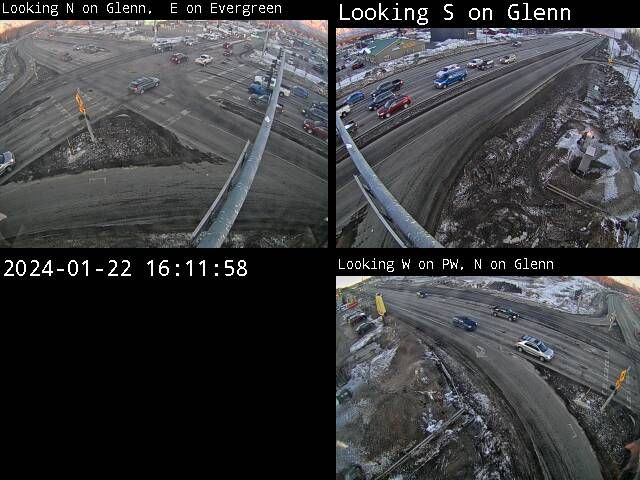 Looking N on Glenn,  E on Evergreen
Looking S on Glenn
2024-01-22 16:11:58
Looking W on PW, N on Glenn